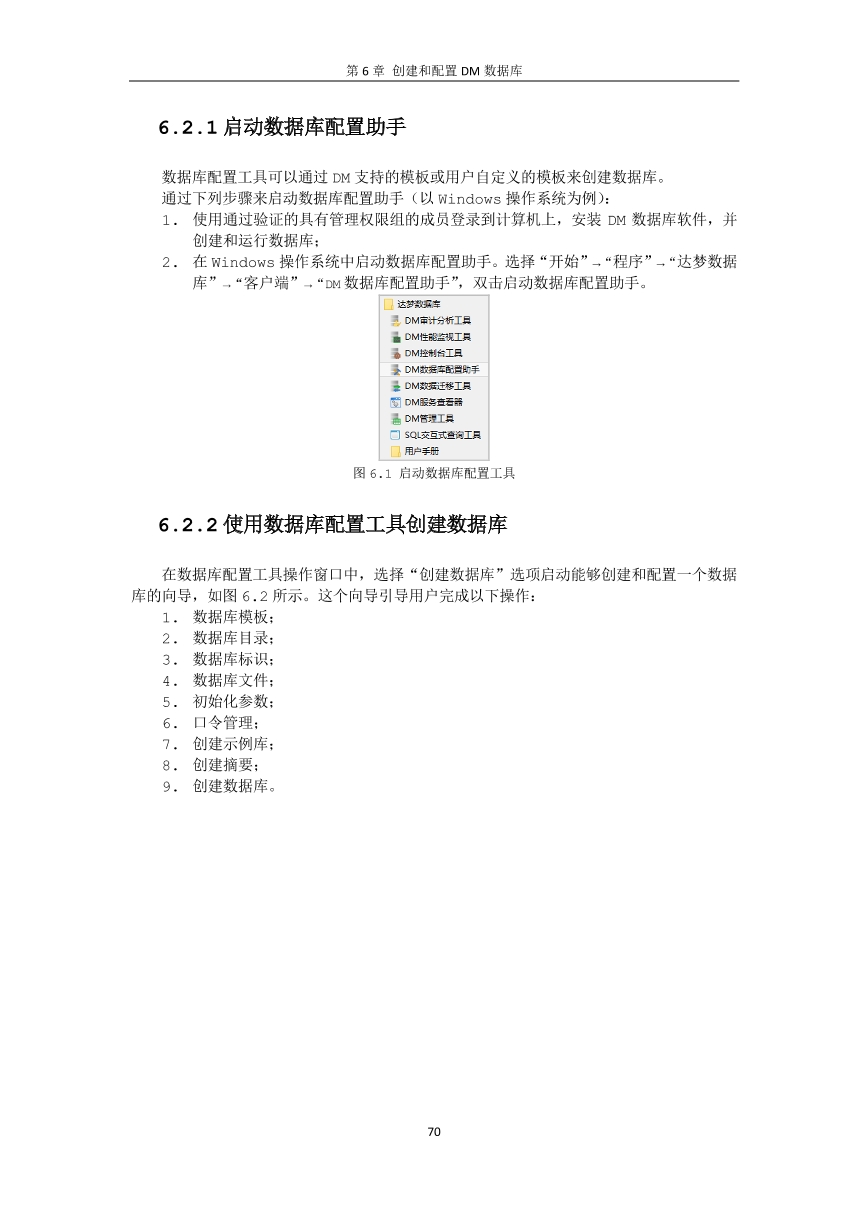 第 6 章 创建和配置 DM 数据库
6.2.1 启动数据库配置助手
数据库配置工具可以通过 DM 支持的模板或用户自定义的模板来创建数据库。
通过下列步骤来启动数据库配置助手（以 Windows 操作系统为例）：
1. 使用通过验证的具有管理权限组的成员登录到计算机上，安装 DM 数据库软件，并
创建和运行数据库；
2. 在 Windows 操作系统中启动数据库配置助手。选择“开始”→“程序”→“达梦数据
库”→“客户端”→“DM 数据库配置助手”，双击启动数据库配置助手。
达梦数据库
DM审计分析工具
DM性能监视工具
DM控制台工具
DM数据库配置助手
DM数据迁移工具
DM服务查看器
DM管理工具
SQL交互式查询工具
用户手册
图 6.1 启动数据库配置工具
6.2.2 使用数据库配置工具创建数据库
在数据库配置工具操作窗口中，选择“创建数据库”选项启动能够创建和配置一个数据
库的向导，如图 6.2 所示。这个向导引导用户完成以下操作：
1. 数据库模板；
2. 数据库目录；
3. 数据库标识；
4. 数据库文件；
5. 初始化参数；
6. 口令管理；
7. 创建示例库；
8. 创建摘要；
9. 创建数据库。
70